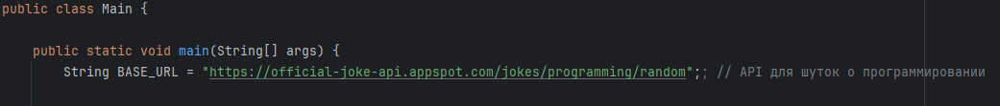 public class Main {
public static void main(String[] args) {
String BASE_URL = "https://official-joke-api.appspot.com/jokes/programming/random";; // API для шуток о программировании